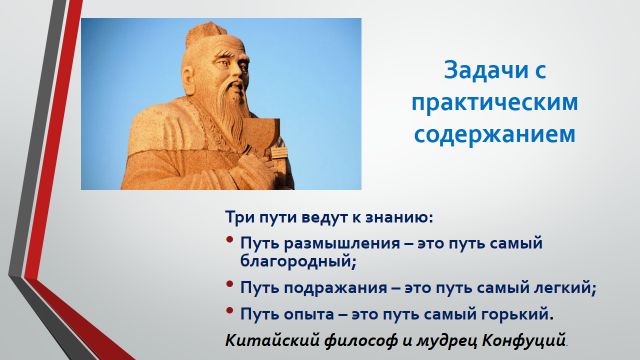 Задачи с
практическим
содержанием
Три пути ведут к знанию:
• Путь размышления – это путь самый
благородный;
• Путь подражания – это путь самый легкий;
• Путь опыта – это путь самый горький.
Китайский философ и мудрец Конфуций.